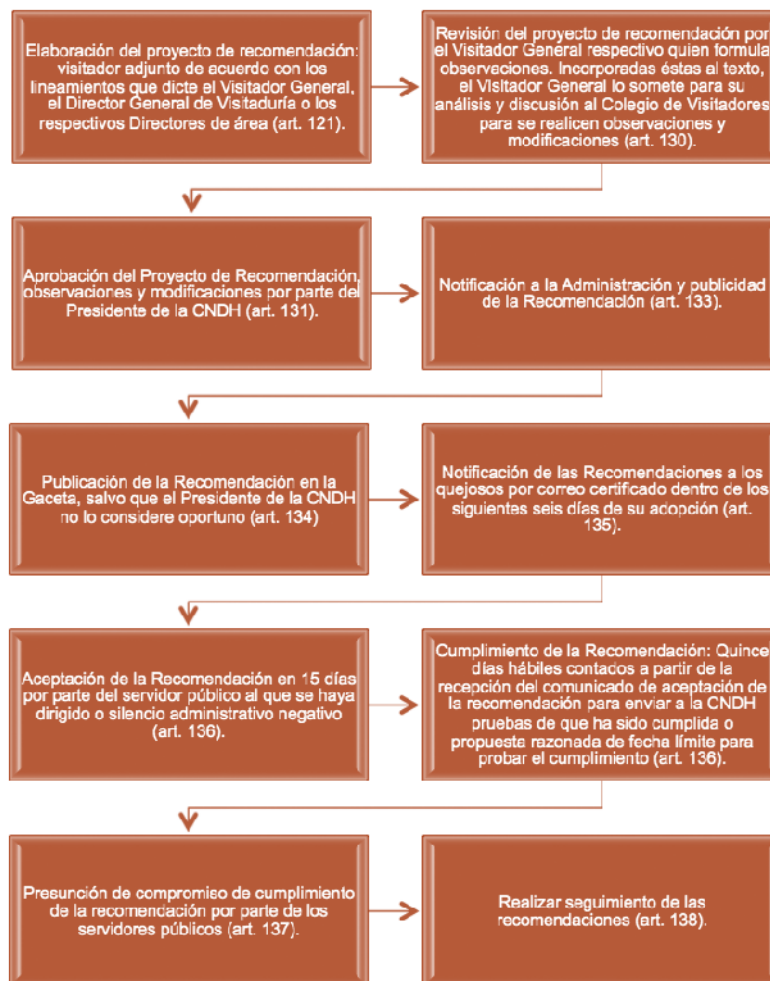 Elaboración del proyecto de recomendación:
visitador adjunto de acuerdo con los
lineamientos que dicte el Visitador General,
el Director General de Visitaduría o los
respectivos Directores de área (art. 121).
Revisión del proyecto de recomendación por
el Visitador General respectivo quien formula
observaciones. Incorporadas éstas al texto,
el Visitador General lo somete para su
análisis y discusión al Colegio de Visitadores
para se realicen observaciones y
modificaciones (art. 130).
Aprobación del Proyecto de Recomendación,
observaciones y modificaciones por parte del
Presidente de la CNDH (art. 131).
Notificación a la Administración y publicidad
de la Recomendación (art. 133).
Publicación de la Recomendación en la
Gaceta, salvo que el Presidente de la CNDH
no lo considere oportuno (art. 134)
Notificación de las Recomendaciones a los
quejosos por correo certificado dentro de los
siguientes seis días de su adopción (art.
135).
Aceptación de la Recomendación en 15 días
por parte del servidor público al que se haya
dirigido o silencio administrativo negativo
(art. 136).
Cumplimiento de la Recomendación: Quince
días hábiles contados a partir de la
recepción del comunicado de aceptación de
la recomendación para enviar a la CNDH
pruebas de que ha sido cumplida o
propuesta razonada de fecha límite para
probar el cumplimiento (art. 136).
Presunción de compromiso de cumplimiento
de la recomendación por parte de los
servidores públicos (art. 137).
Realizar seguimiento de las
recomendaciones (art. 138).